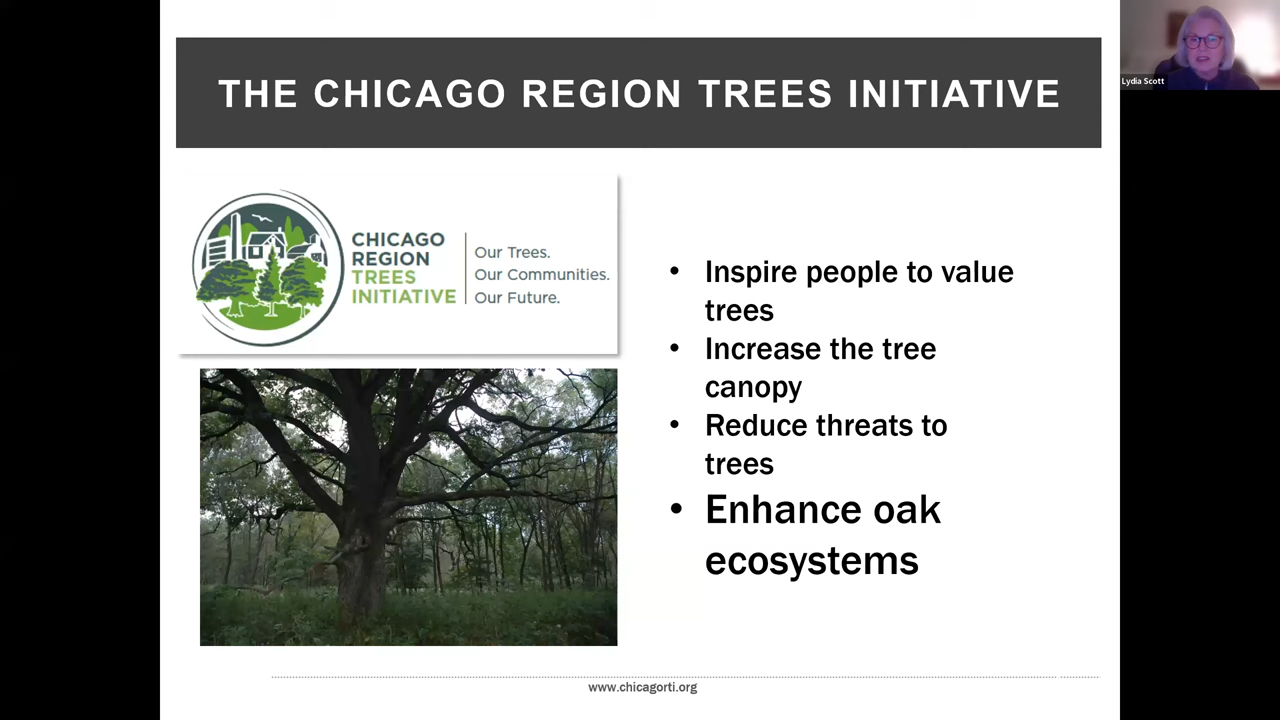 THE CHICAGO REGION TREES INITIATIVE
Lydia Scott
CHICAGO
REGION
TREES
INITIATIVE
Our Trees.
Our Communities.
Our Future.
• Inspire people to value
trees
• Increase the tree
canopy
• Reduce threats to
trees
• Enhance oak
ecosystems
www.chicagorti.org